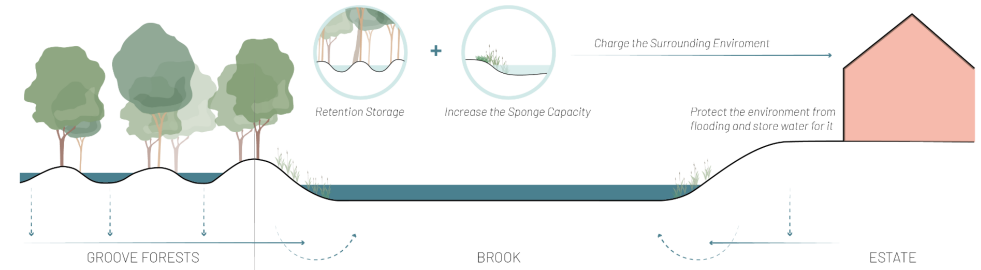 Charge the Surrounding Enviroment
+
Retention Storage
Increase the Sponge Capacity
Protect the environment from
flooding and store water for it
GROOVE FORESTS
BROOK
ESTATE